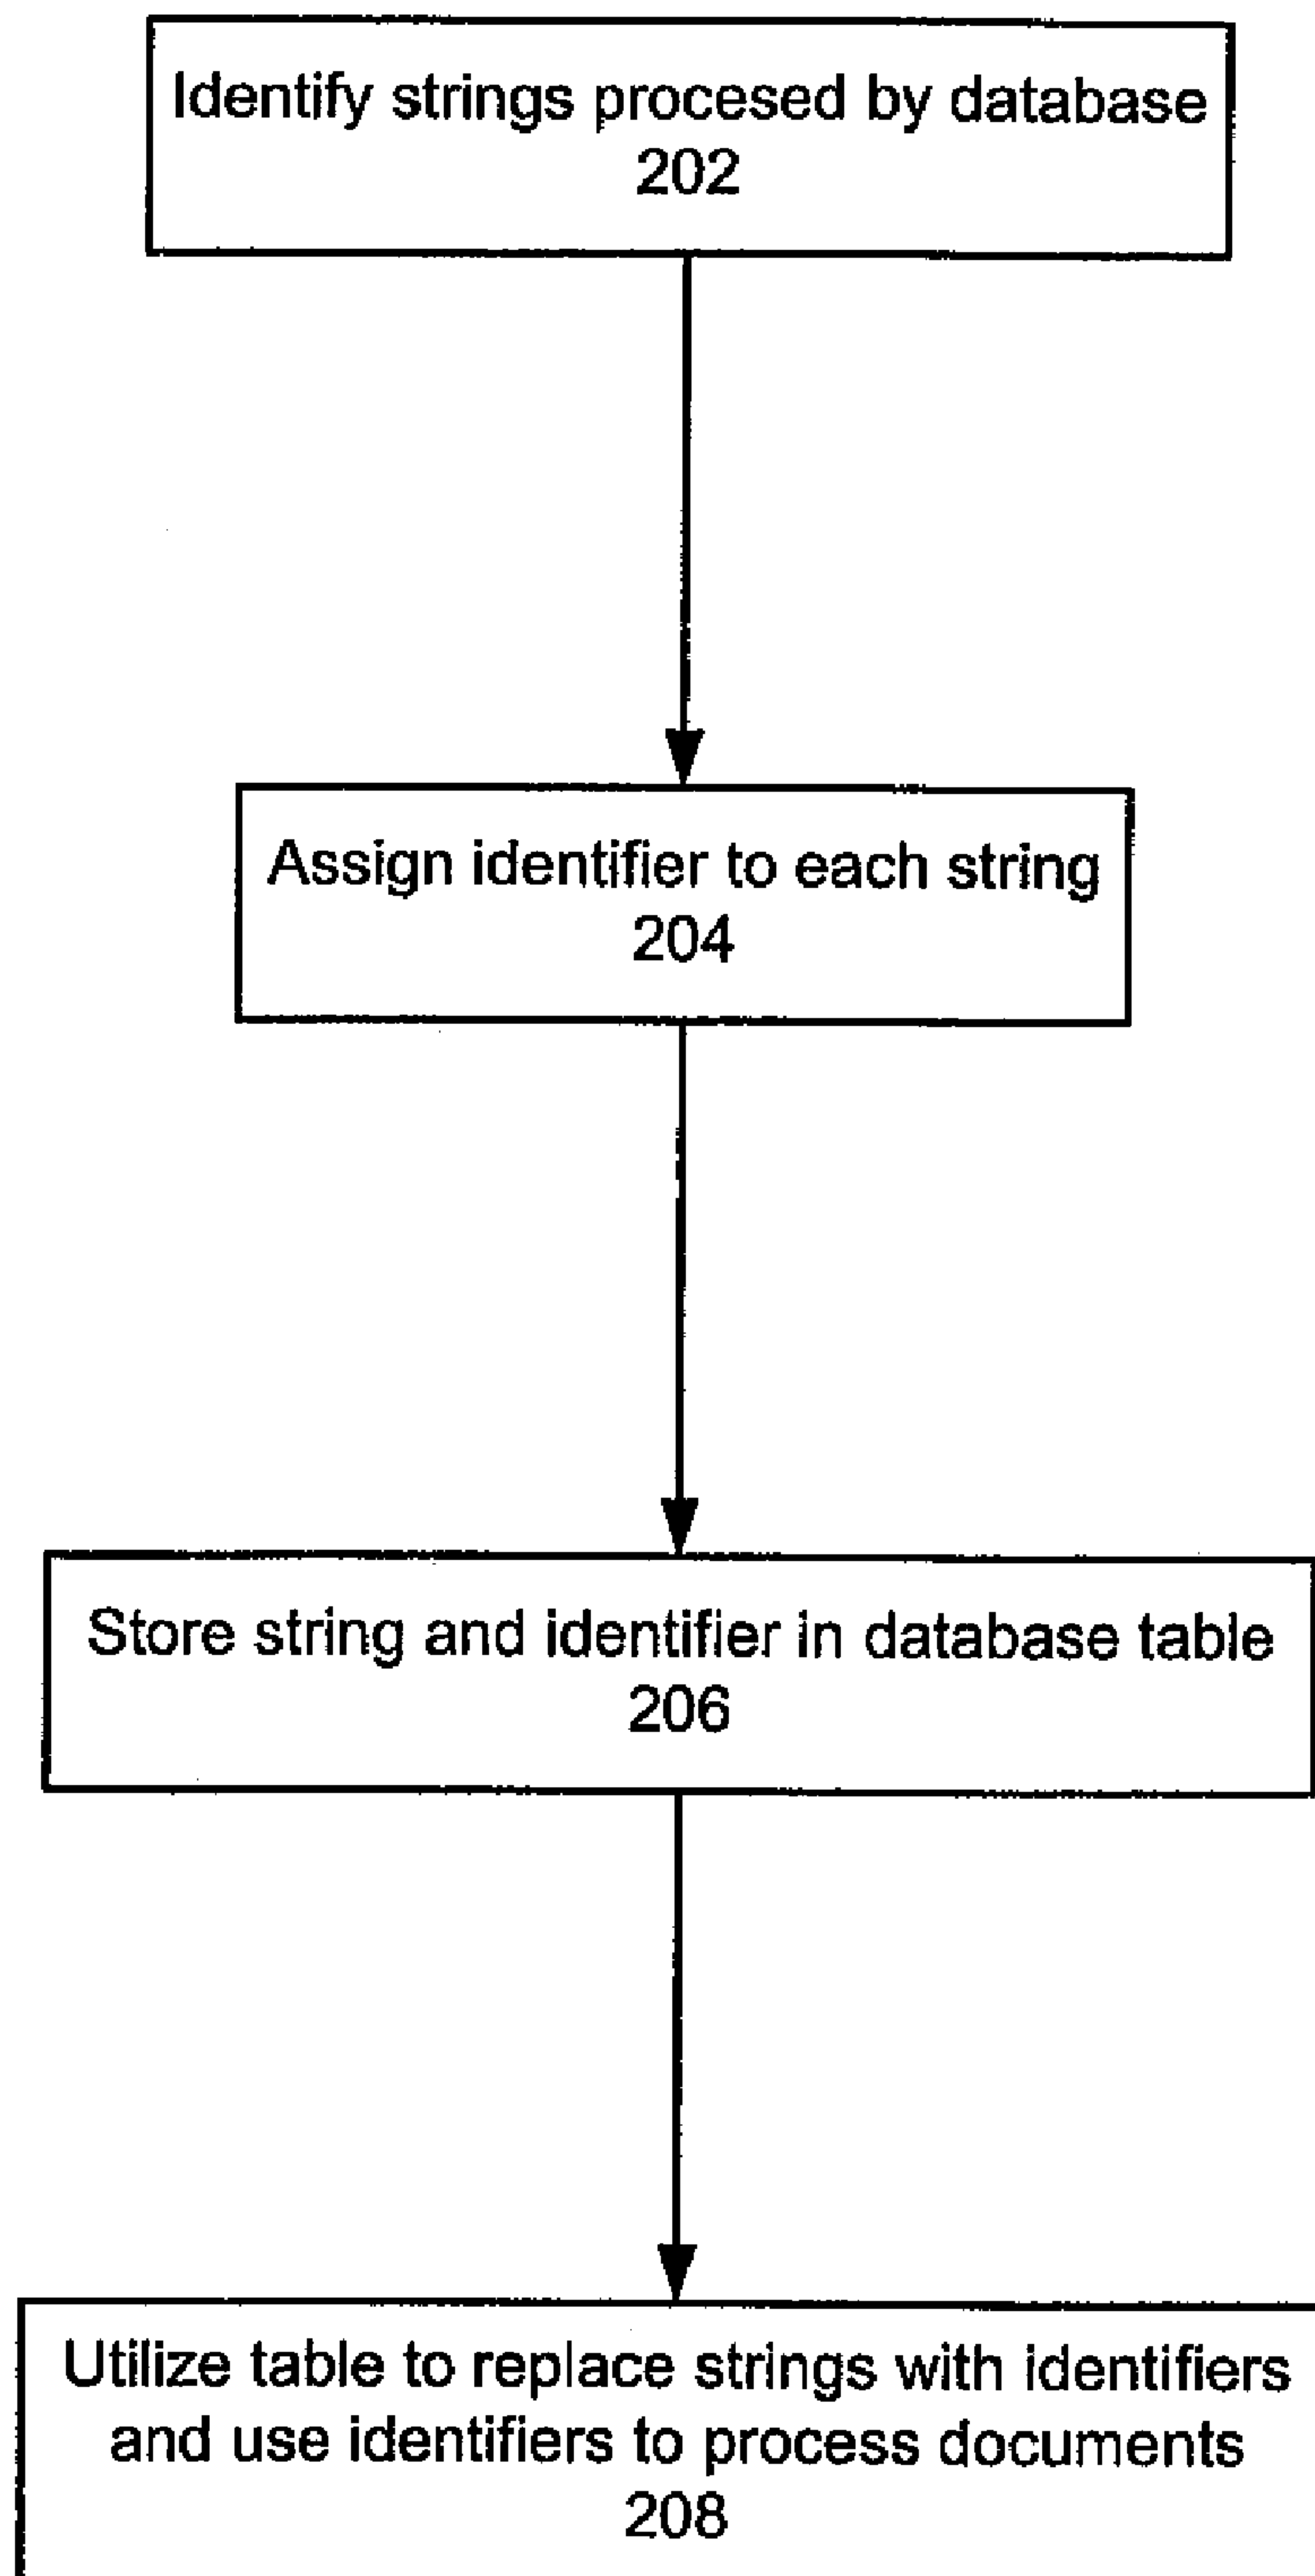 Identify strings procesed by database
202
Assign identifier to each string
204
Store string and identifier in database table
206
Utilize table to replace strings with identifiers
and use identifiers to process documents
208